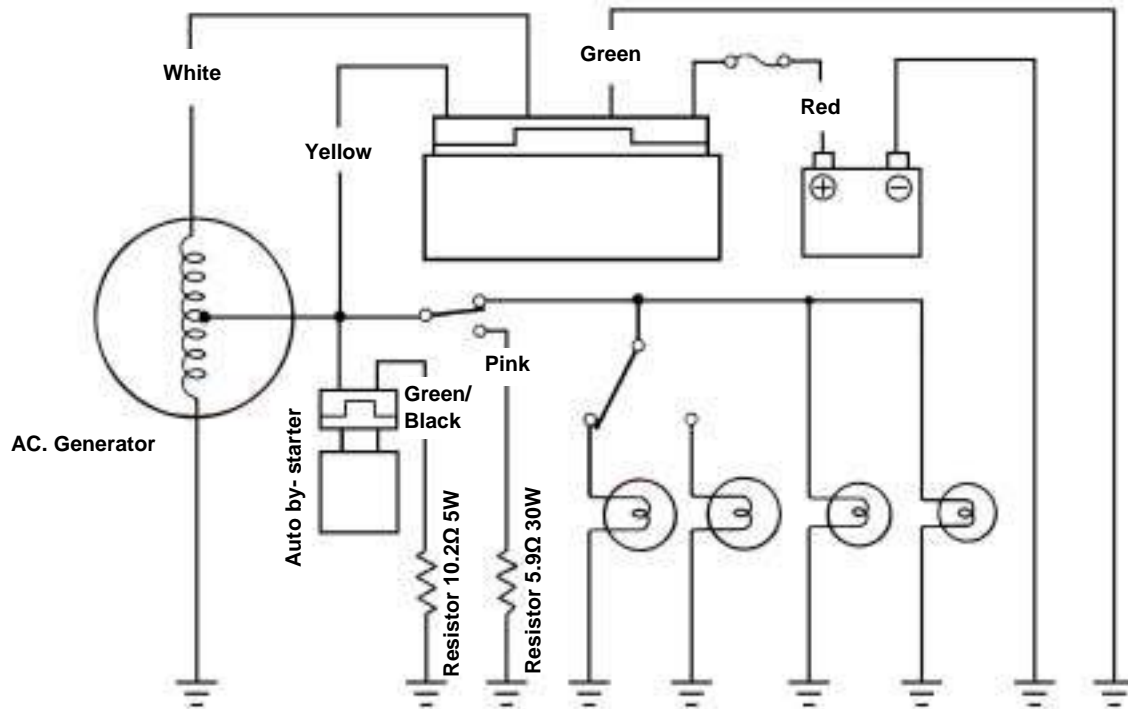 White
Green
Red
Yellow
Pink
Green/
Black
AC. Generator
Auto by- starter
Resistor 10.2Ω 5W
Resistor 5.9Ω 30W